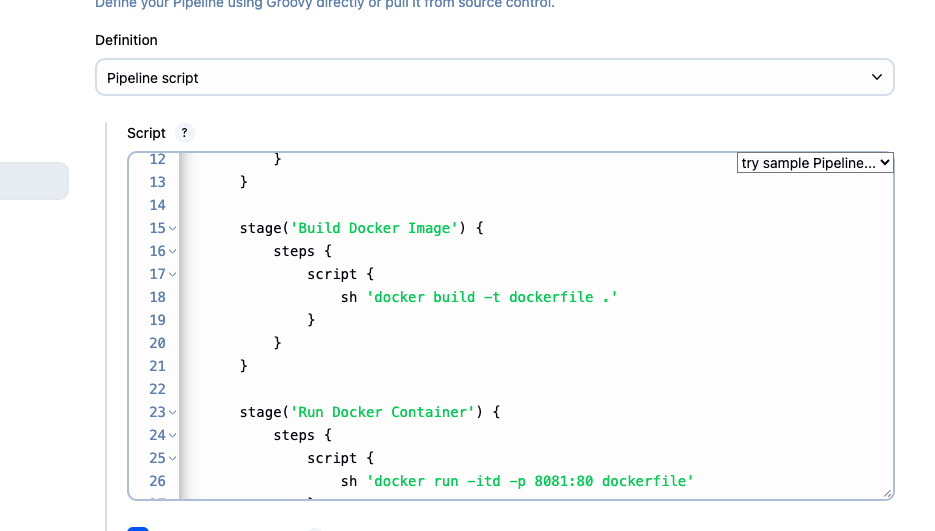 Define your Pipeline using Groovy directly or pull it from source control.
Definition
Pipeline script
Script ?
try sample Pipeline...
12 }
13 }
14
15 stage('Build Docker Image') {
16 steps {
17 script {
18 sh 'docker build -t dockerfile .'
19 }
20 }
21 }
22
23 stage('Run Docker Container') {
24 steps {
25 script {
26 sh 'docker run -itd -p 8081:80 dockerfile'